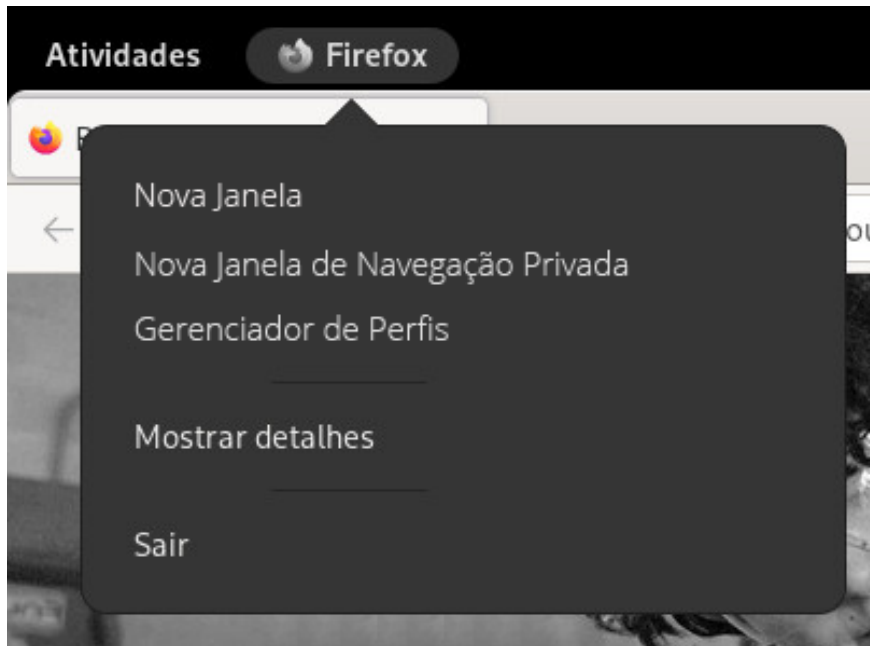 Atividades Firefox
Nova Janela
Nova Janela de Navegação Privada
Gerenciador de Perfis
Mostrar detalhes
Sair